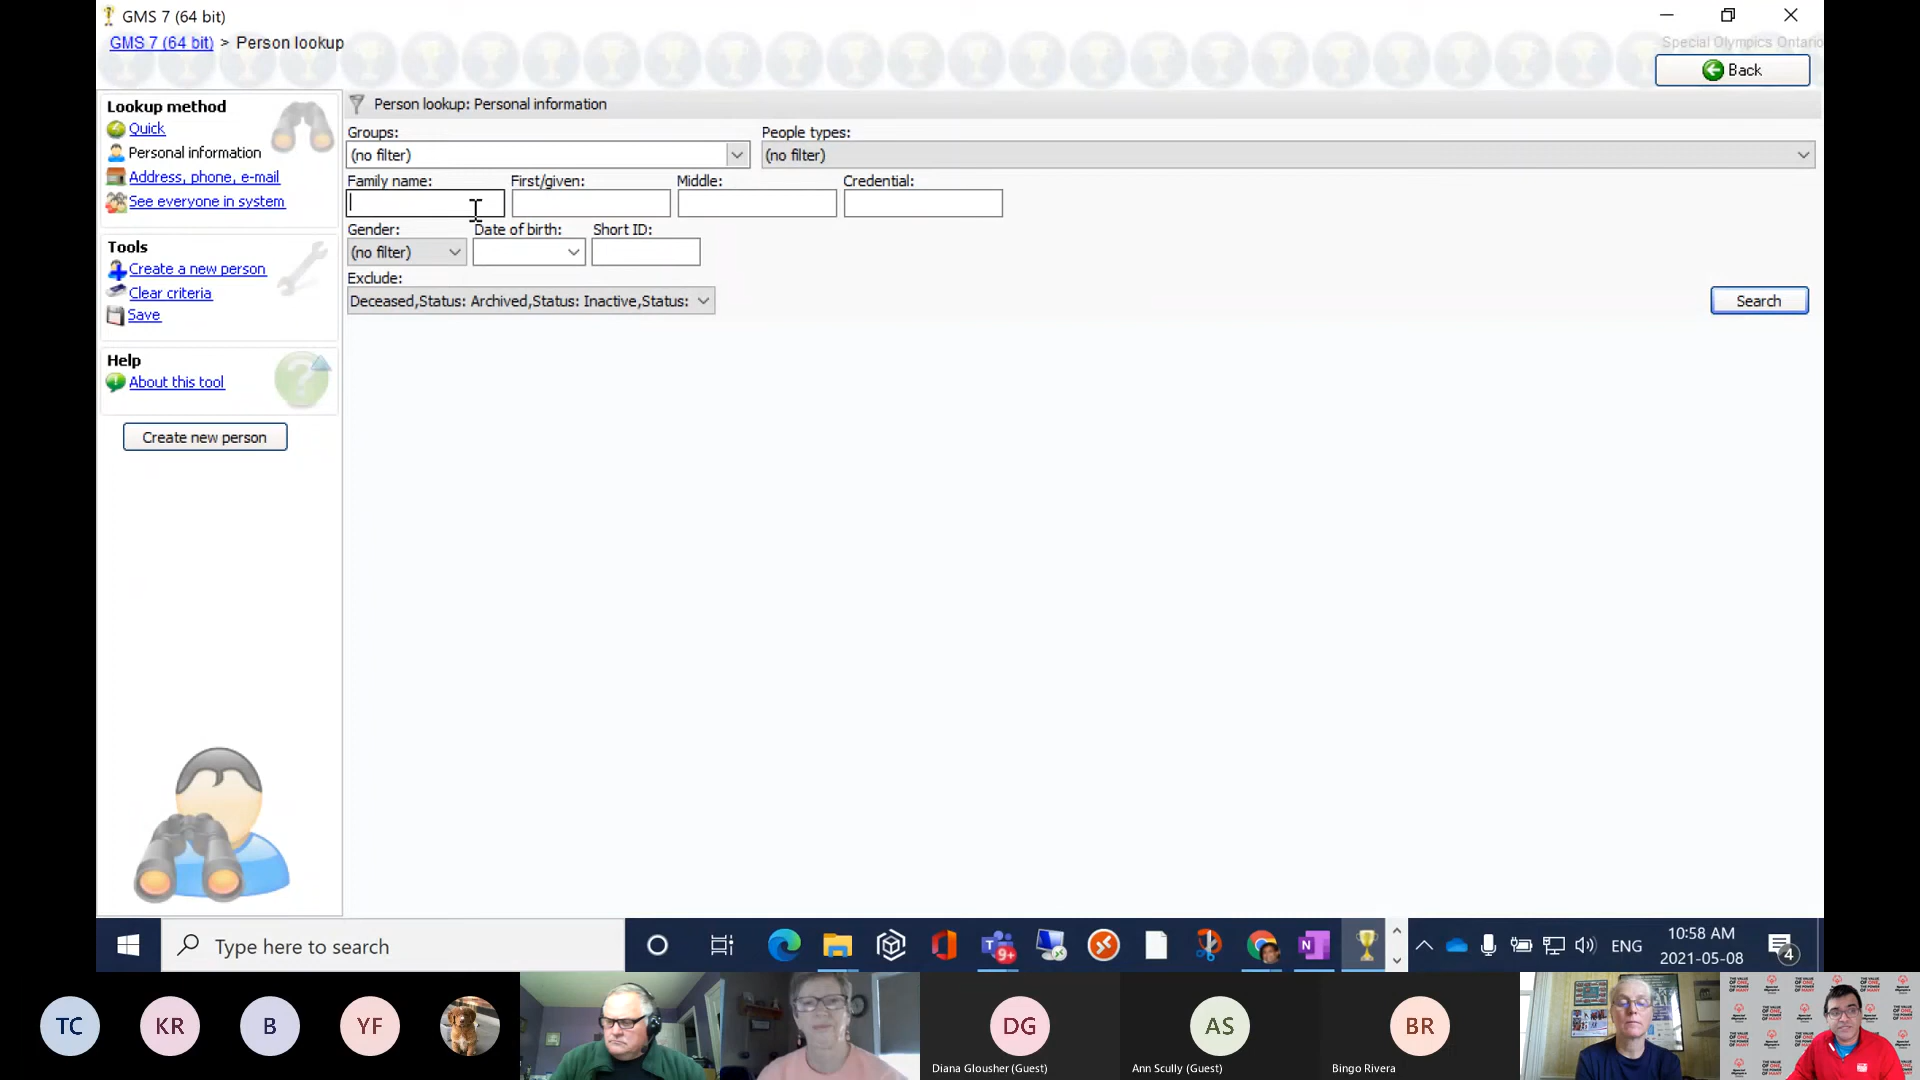 GMS 7 (64 bit)
GMS 7 (64 bit) > Person lookup
Special Olympics Ontario
Back
Lookup method
Quick
Personal information
Address, phone, e-mail
See everyone in system
Tools
Create a new person
Clear criteria
Save
Help
About this tool
Create new person
Person lookup: Personal information
Groups:
People types:
(no filter)
(no filter)
Family name:
First/given:
Middle:
Credential:
Gender:
Date of birth:
Short ID:
(no filter)
Exclude:
Deceased,Status: Archived,Status: Inactive,Status:
Search
Type here to search
9+
ENG
10:58 AM
2021-05-08
4
TC
KR
B
YF
DG
Diana Glousher (Guest)
AS
Ann Scully (Guest)
BR
Bingo Rivera